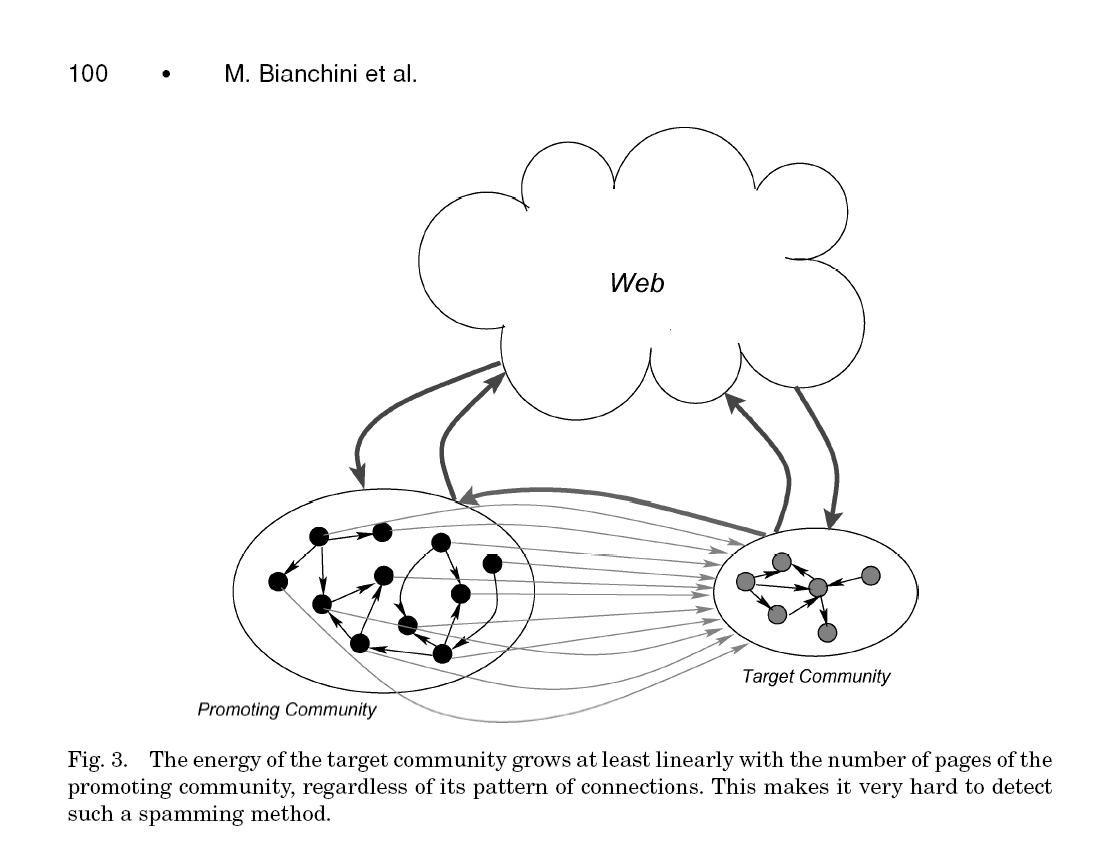 100 • M. Bianchini et al.
Web
Target Community
Promoting Community
Fig. 3. The energy of the target community grows at least linearly with the number of pages of the
promoting community, regardless of its pattern of connections. This makes it very hard to detect
such a spamming method.